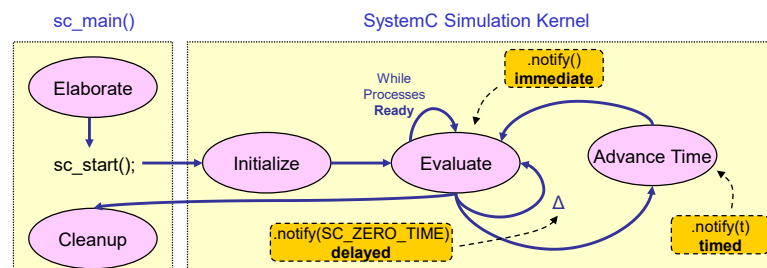 sc_main()
SystemC Simulation Kernel
Elaborate
sc_start();
Cleanup
Initialize
While
Processes
Ready
Evaluate
.notify()
immediate
Advance Time
Δ
.notify(SC_ZERO_TIME)
delayed
.notify(t)
timed